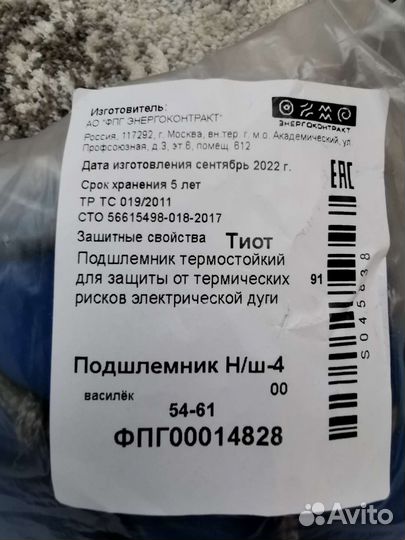 Изготовитель:
АО "ФПГ ЭНЕРГОКОНТРАКТ"
ЭНЕРГОКОНТРАКТ
Россия, 117292, г. Москва, вн.тер. г. м.о. Академический, ул.
Профсоюзная, д.3, эт.6, помещ. 612
Дата изготовления сентябрь 2022 г.
Срок хранения 5 лет
ТР ТС 019/2011
СТО 56615498-018-2017
Защитные свойства Тиот
Подшлемник термостойкий
для защиты от термических 91
рисков электрической дуги
ЕАС
S045838
Подшлемник Н/ш-4
василёк 00
54-61
ФПГ00014828
Avito